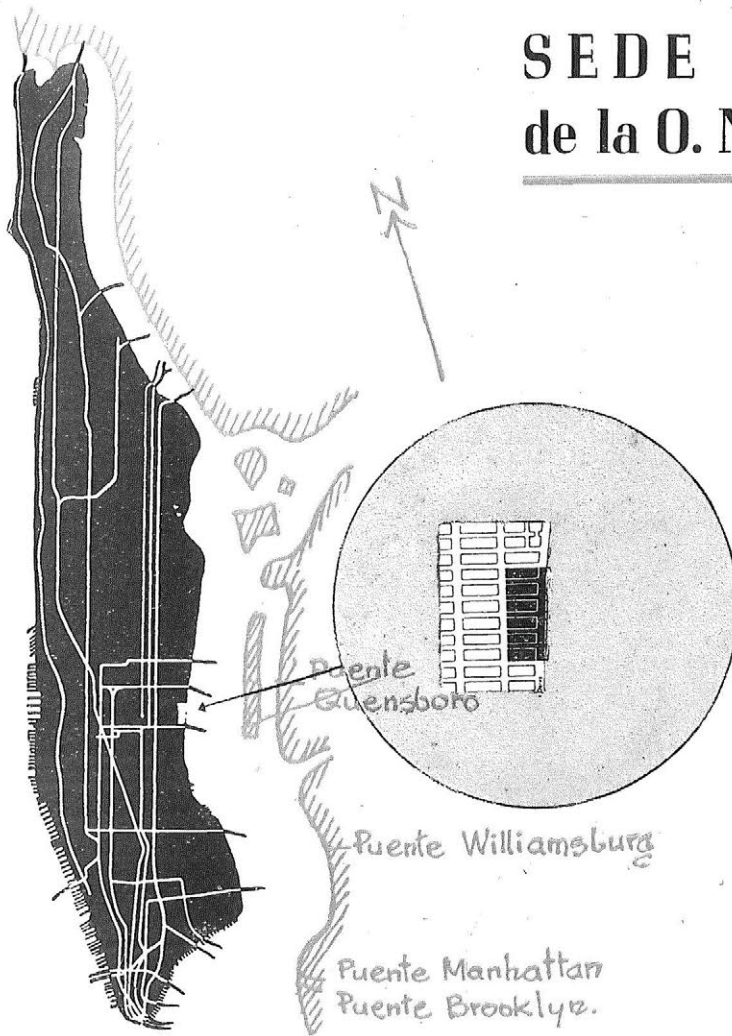 SEDE
de la O. N
N
Puente
Quensboro
Puente Williamsburg
Puente Manhattan
Puente Brooklyn.